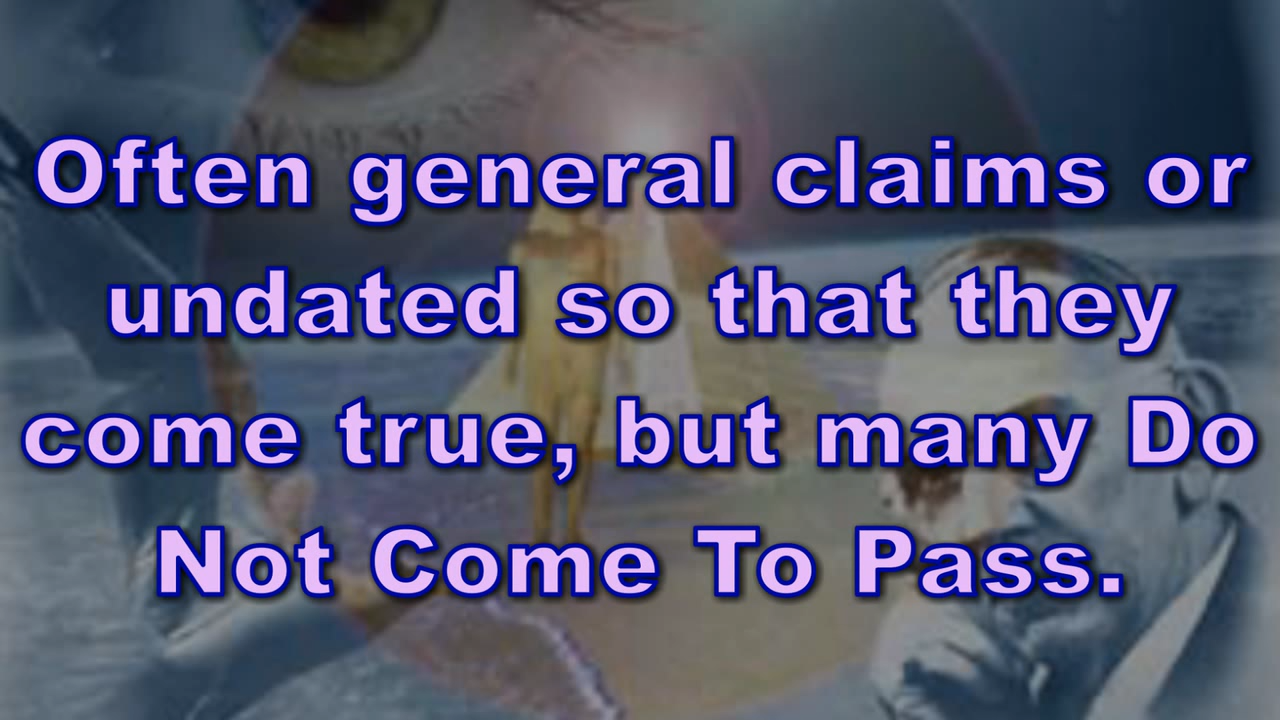 Often general claims or
undated so that they
come true, but many Do
Not Come To Pass.